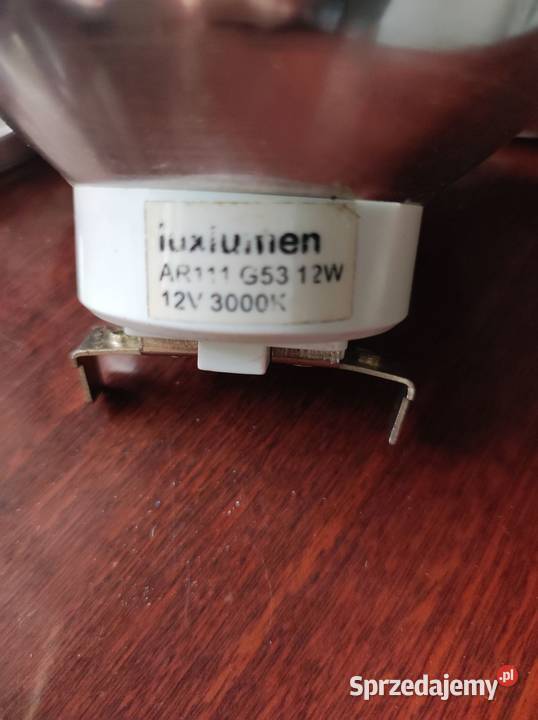 luxlumen
AR111 G53 12W
12V 3000K
Sprzedajemy.pl